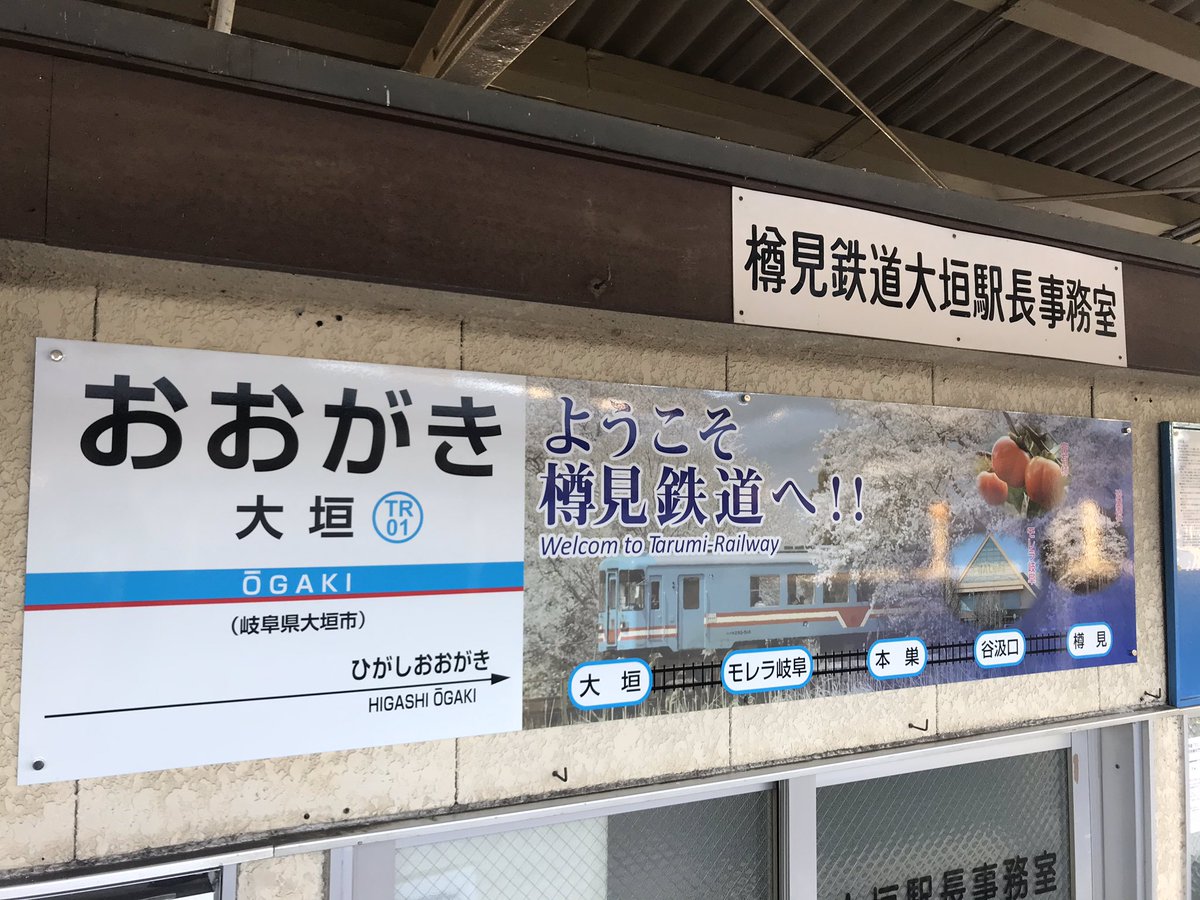 樽見鉄道大垣駅長事務室
おおがき
大垣
TR
01
ŌGAKI
(岐阜県大垣市)
ひがしおおがき
HIGASHI ŌGAKI
ようこそ
樽見鉄道へ!!
Welcom to Tarumi-Railway
大垣
モレラ岐阜
本巣
谷汲口
樽見
大垣駅長事務室